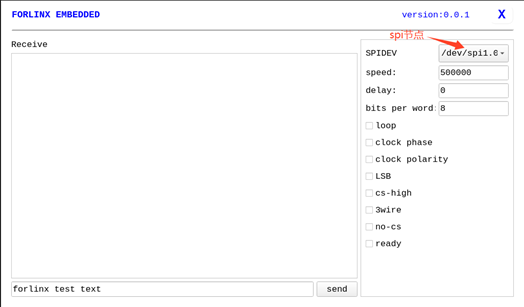 FORLINX EMBEDDED version:0.0.1 X
spi节点
Receive
SPIDEV /dev/spi1.0
speed: 500000
delay: 0
bits per word: 8
loop
clock phase
clock polarity
LSB
cs-high
3wire
no-cs
ready
forlinx test text send